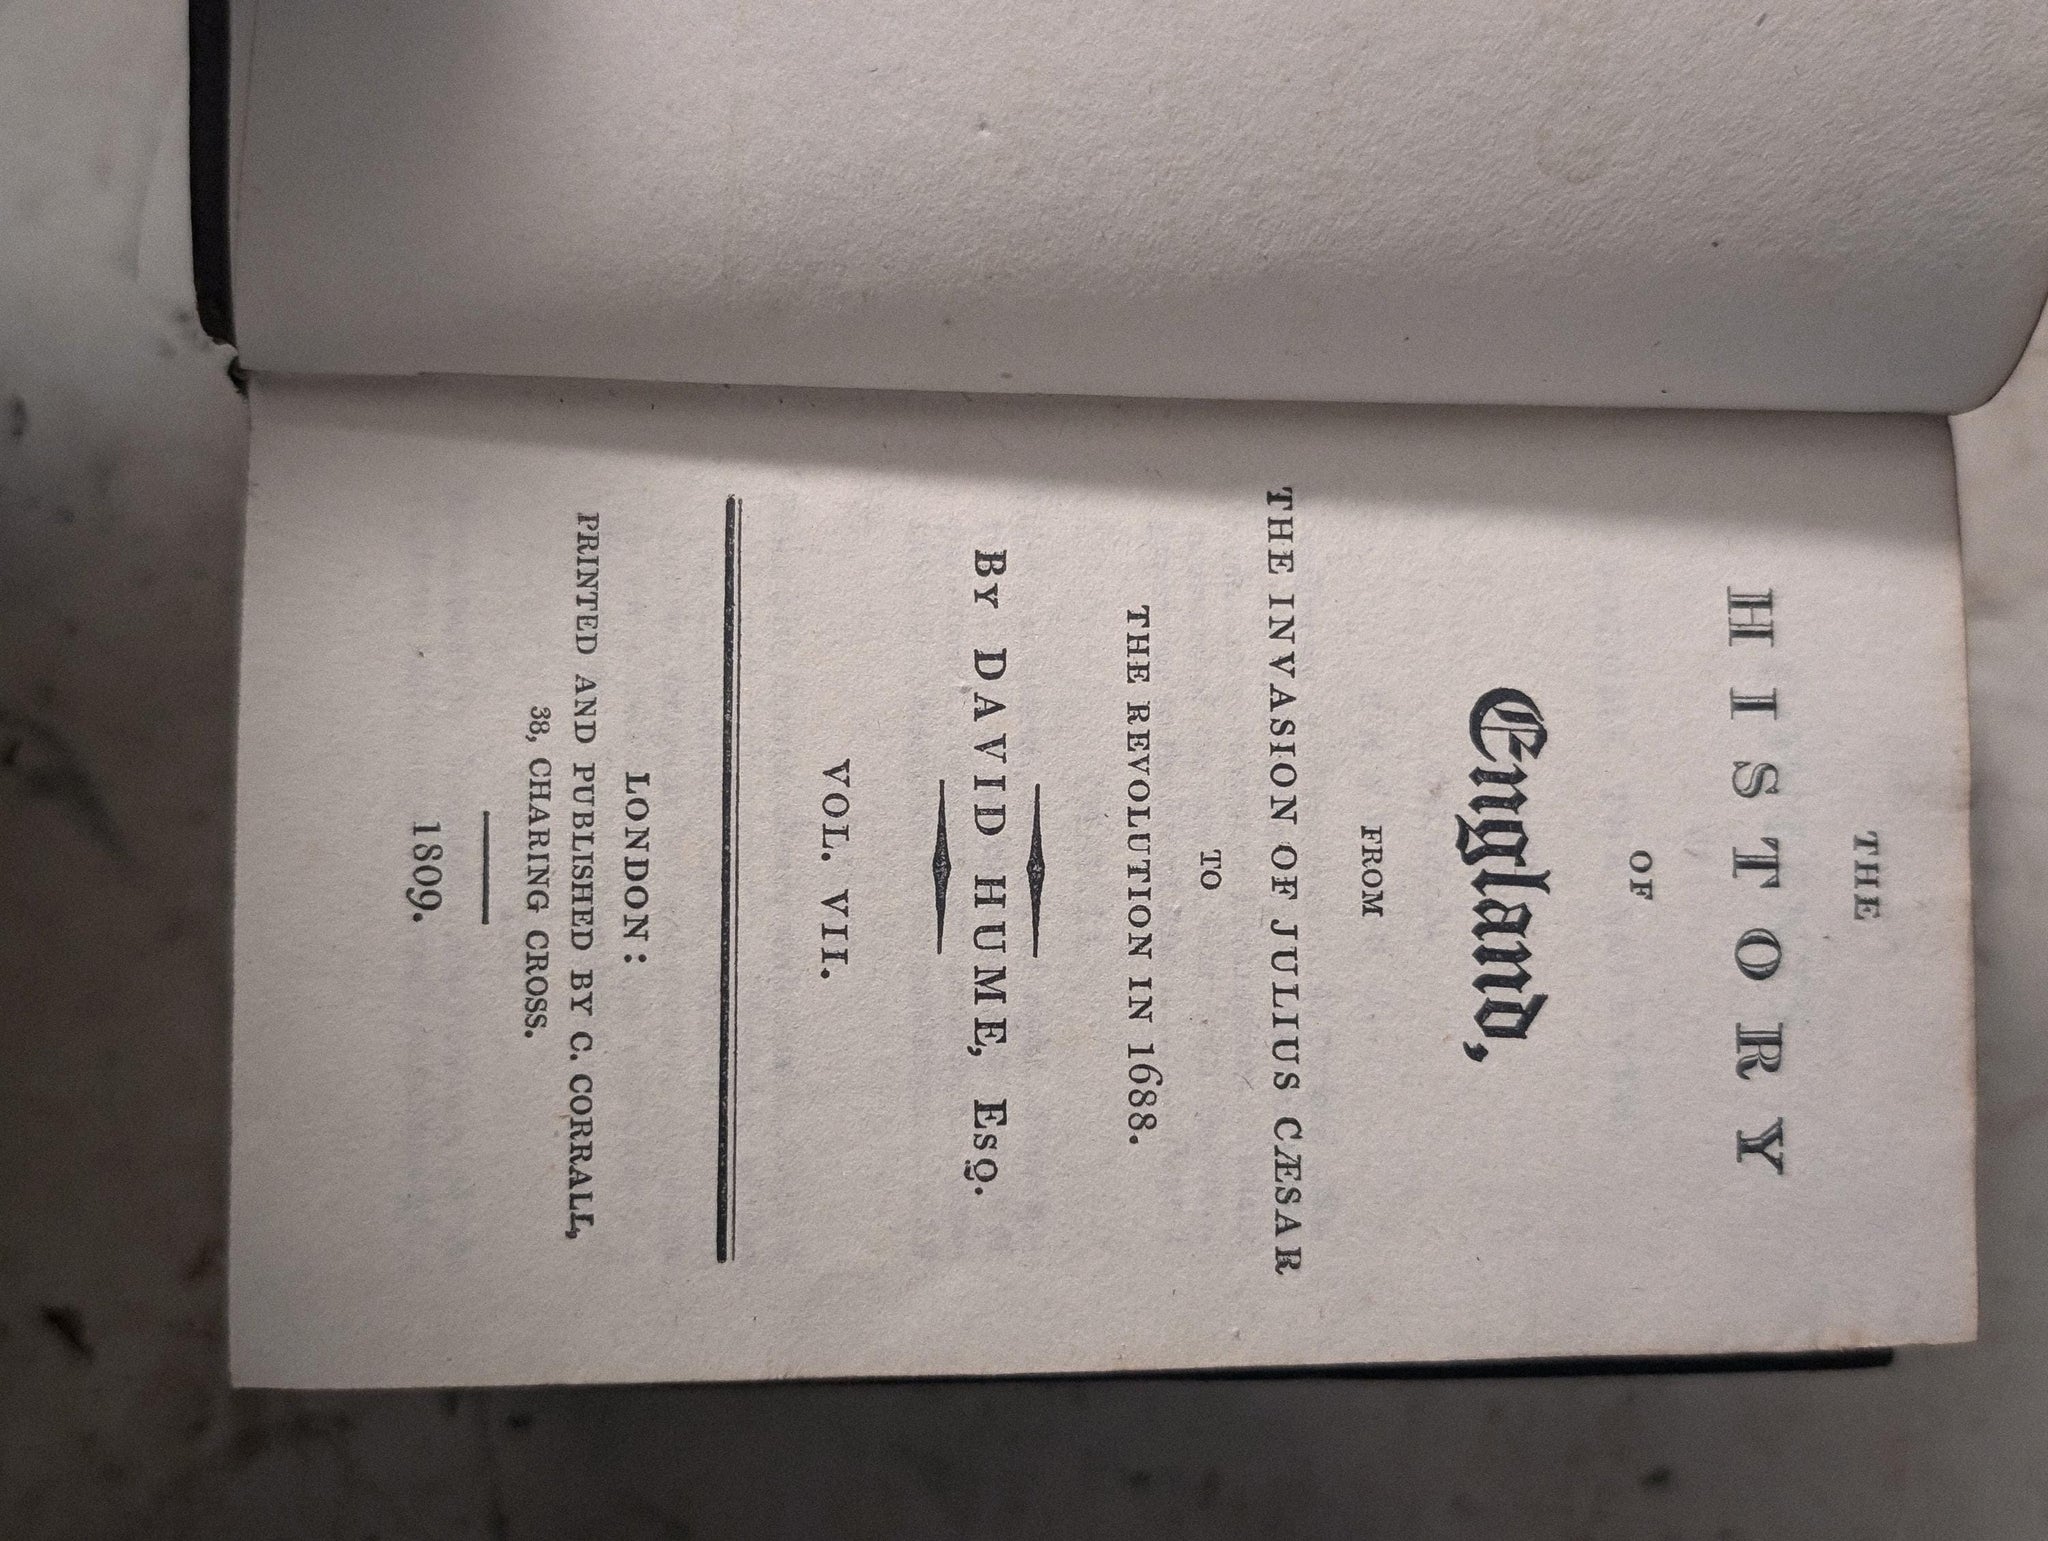 THE
HISTORY
OF
England,
FROM
THE INVASION OF JULIUS CÆSAR
TO
THE REVOLUTION IN 1688.
BY DAVID HUME, ESQ.
VOL. VII.
LONDON:
PRINTED AND PUBLISHED BY C. CORRALL,
38, CHARING CROSS.
1809.